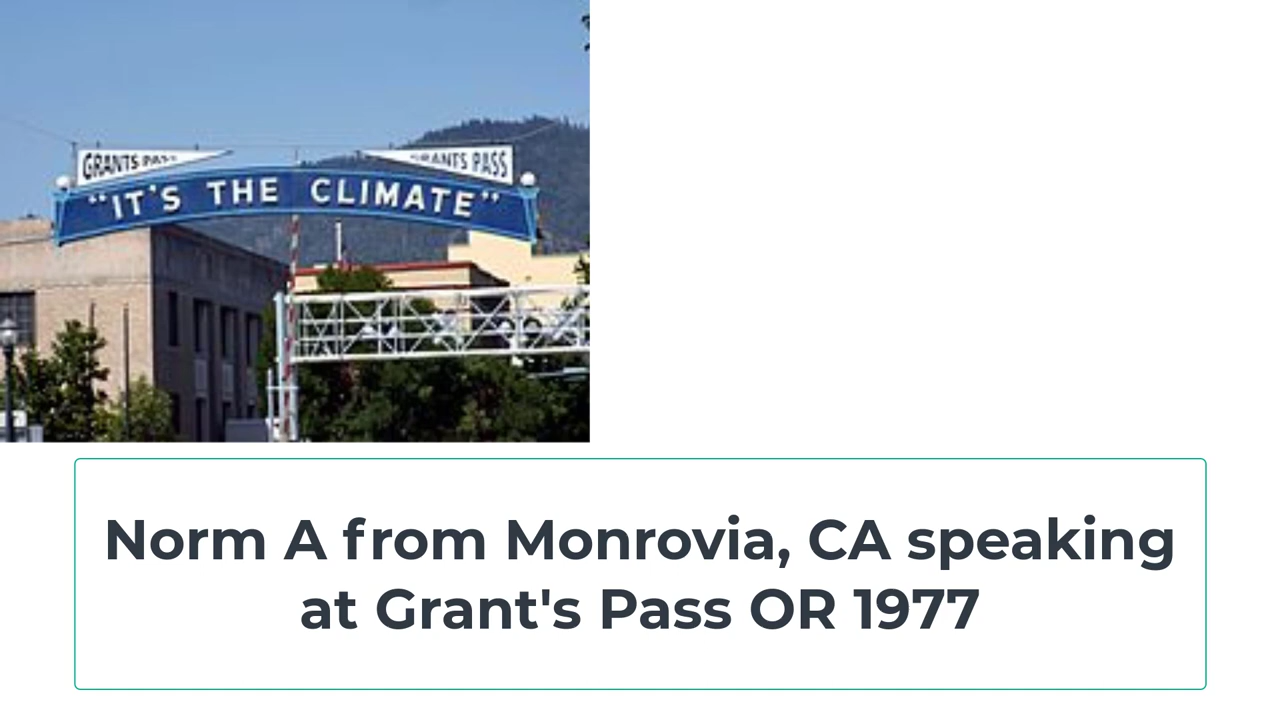 GRANTS PASS
GRANTS PASS
“IT'S THE CLIMATE”
Norm A from Monrovia, CA speaking
at Grant's Pass OR 1977